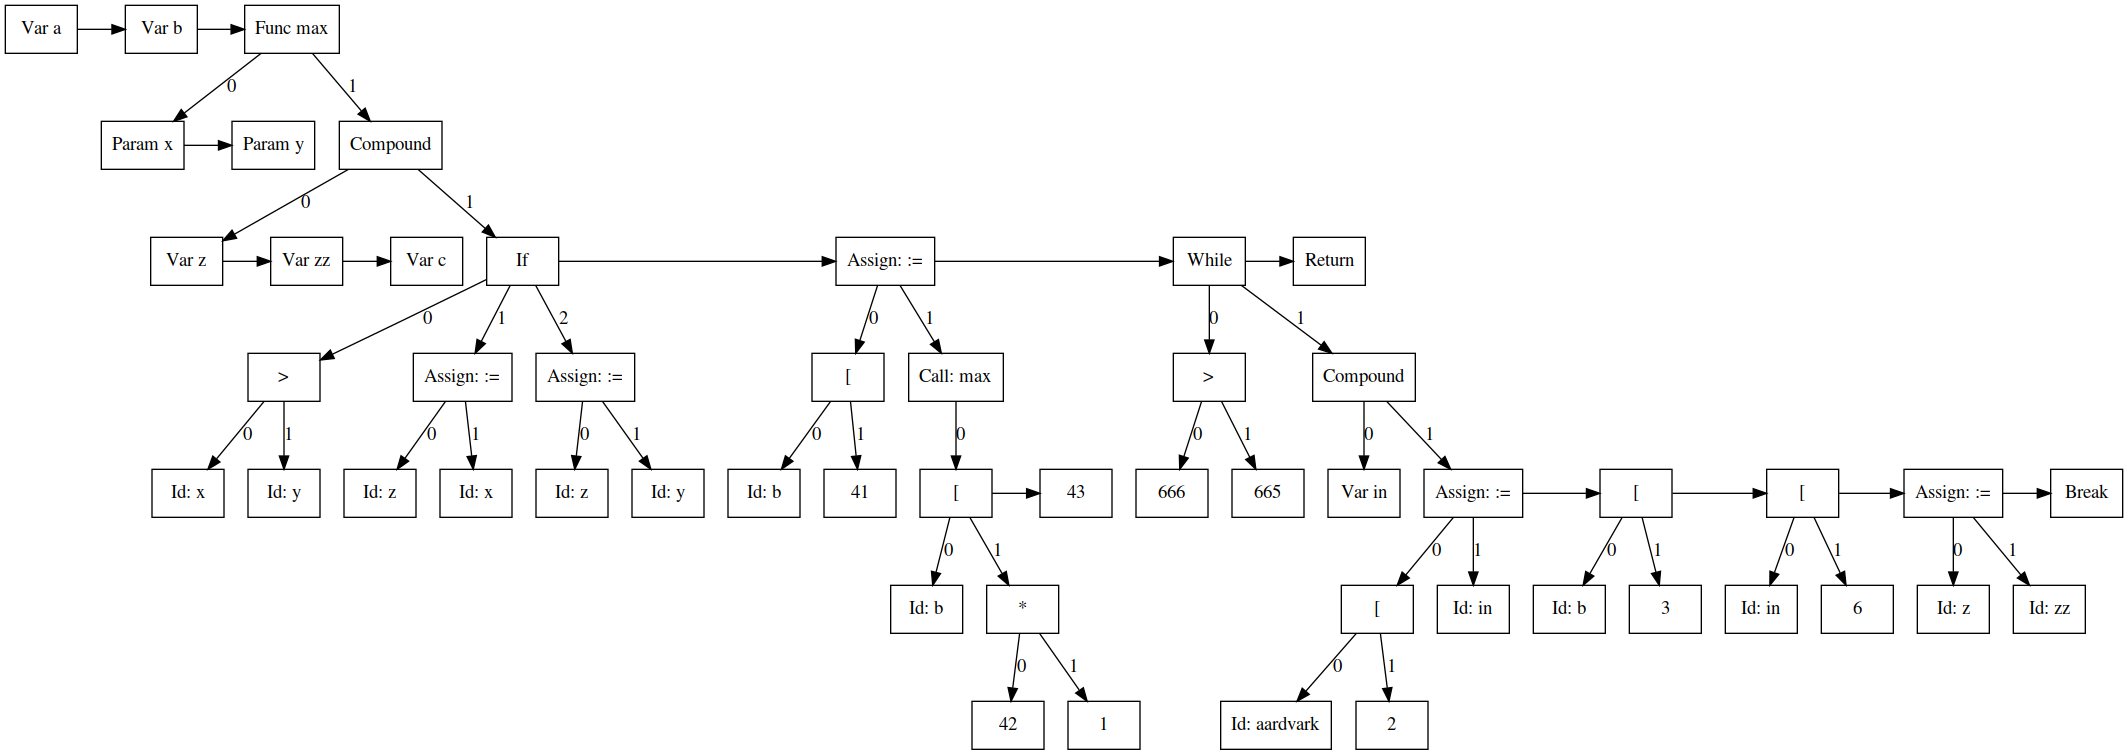 Var a Var b Func max
0 1
Param x Param y Compound
0 1
Var z Var zz Var c If Assign: := While Return
0 1 2 0 1 0 1
> Assign: := Assign: := [ Call: max > Compound
0 1 0 1 0 1 0 1 0 0 1 0 1
Id: x Id: y Id: z Id: x Id: z Id: y Id: b 41 [ 43 666 665 Var in Assign: := [ [ Assign: := Break
0 1 0 1 0 1 0 1 0 1
Id: b * [ Id: in Id: b 3 Id: in 6 Id: z Id: zz
0 1 0 1
42 1 Id: aardvark 2